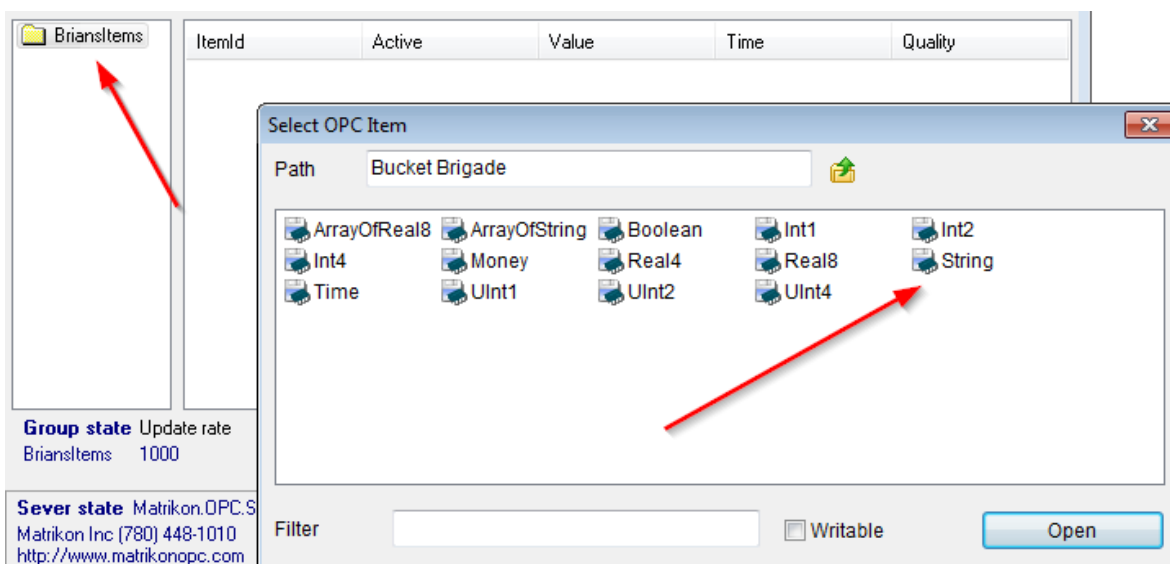 BriansItems
ItemId Active Value Time Quality
Select OPC Item
Path Bucket Brigade
ArrayOfReal8 ArrayOfString Boolean Int1 Int2
Int4 Money Real4 Real8 String
Time UInt1 UInt2 UInt4
Group state Update rate
BriansItems 1000
Sever state Matrikon.OPC.S
Matrikon Inc (780) 448-1010
http://www.matrikonopc.com
Filter Writable Open